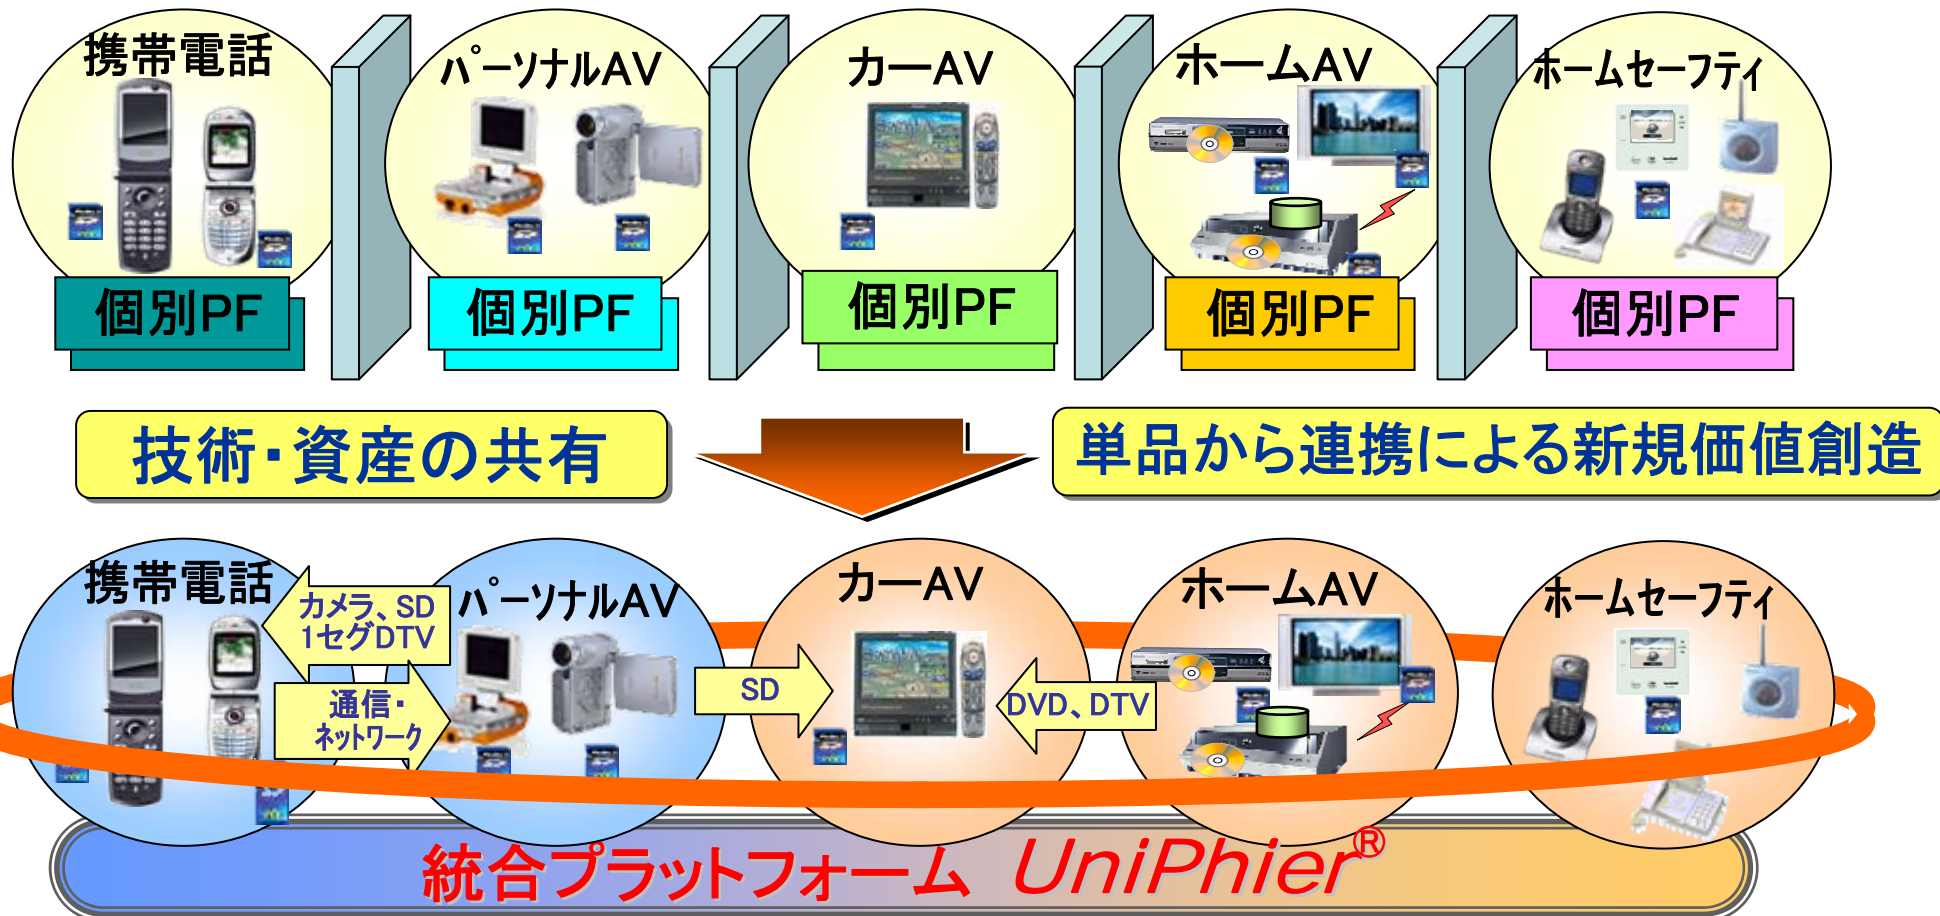 携帯電話
パーソナルAV
カーAV
ホームAV
ホームセーフティ
個別PF
個別PF
個別PF
個別PF
個別PF
技術・資産の共有
単品から連携による新規価値創造
携帯電話
パーソナルAV
カーAV
ホームAV
ホームセーフティ
カメラ、SD
1セグDTV
通信・
ネットワーク
SD
DVD、DTV
統合プラットフォーム UniPhier®